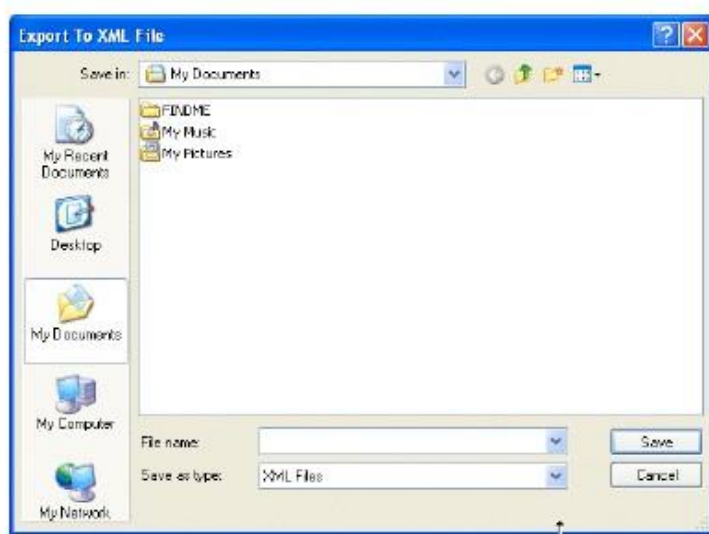 Export To XML File
Save in: My Documents
FINDME
My Music
My Pictures
My Recent
Documents
Desktop
My Documents
My Computer
My Network
File name:
Save
Save as type: XML Files
Cancel